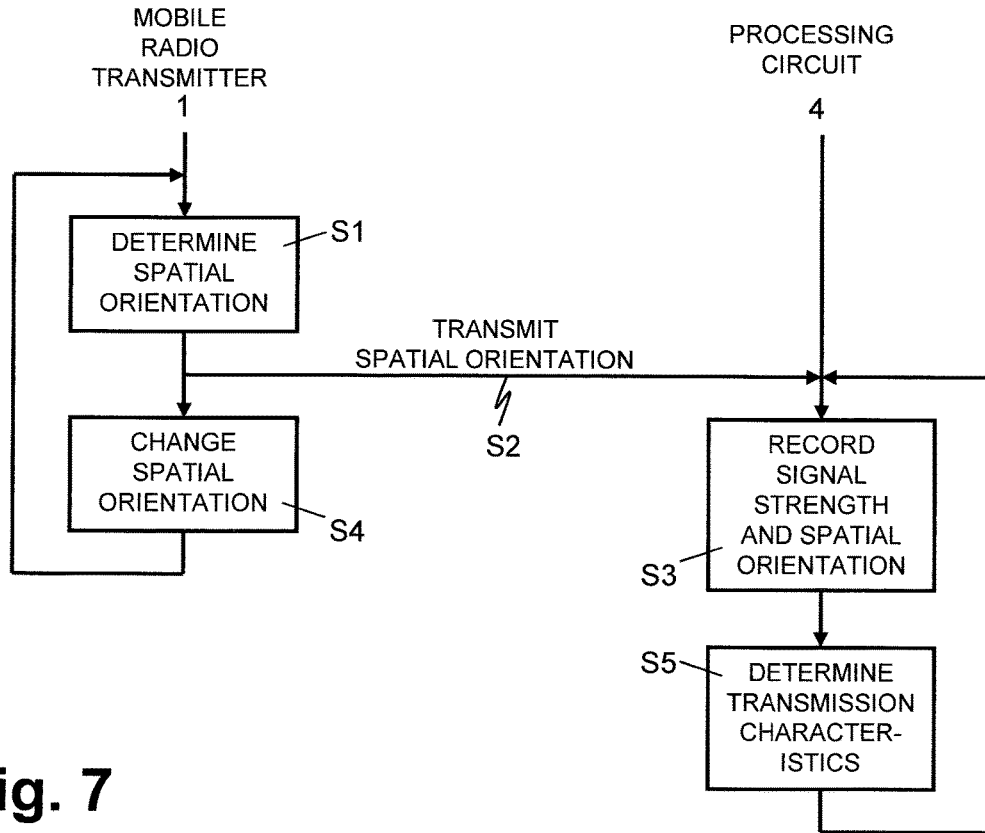 MOBILE
RADIO
TRANSMITTER
1
PROCESSING
CIRCUIT
4
DETERMINE
SPATIAL
ORIENTATION
S1
TRANSMIT
SPATIAL ORIENTATION
S2
CHANGE
SPATIAL
ORIENTATION
S4
RECORD
SIGNAL
STRENGTH
AND SPATIAL
ORIENTATION
S3
S5
DETERMINE
TRANSMISSION
CHARACTER-
ISTICS
ig. 7